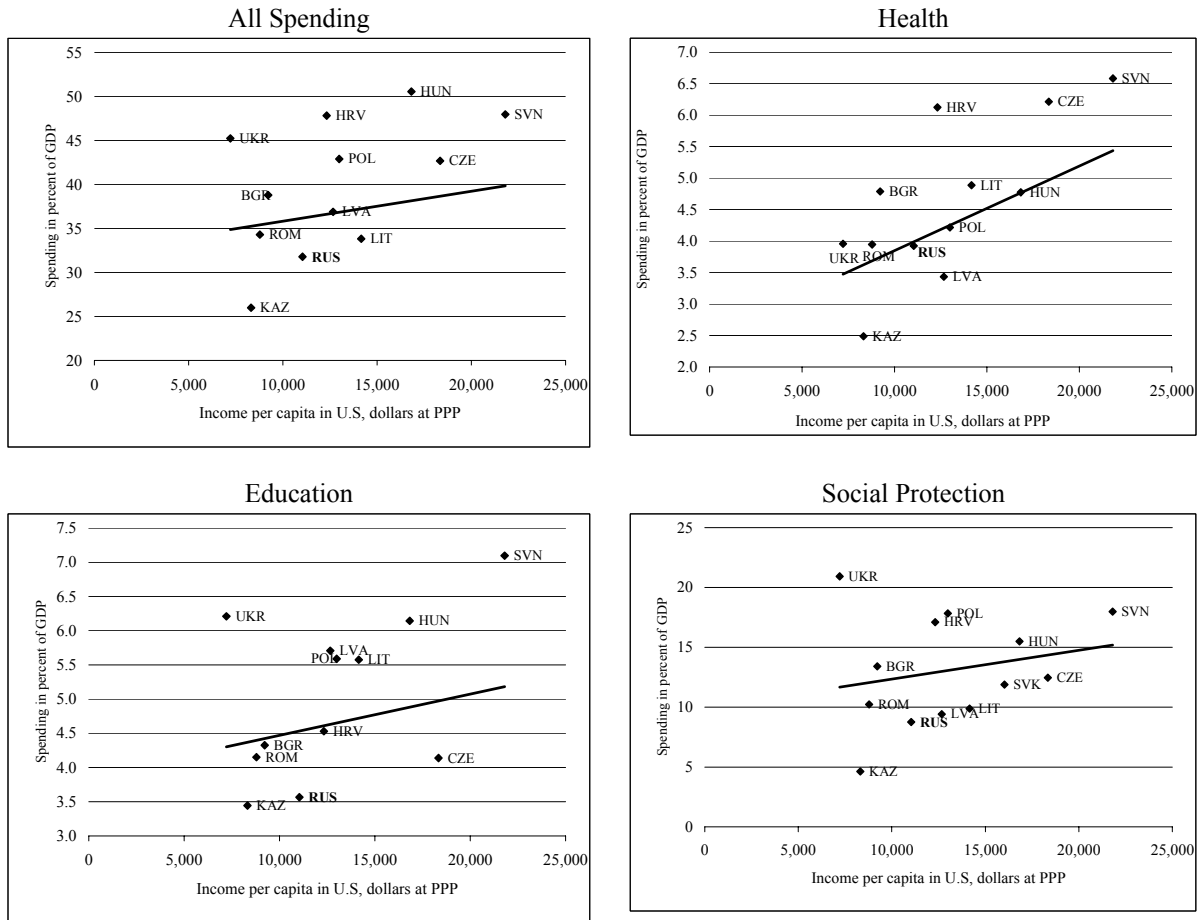 All Spending
Spending in percent of GDP
55
50
45
40
35
30
25
20
HUN
HRV
SVN
UKR
POL
CZE
BGR
LVA
ROM
LIT
RUS
KAZ
0 5,000 10,000 15,000 20,000 25,000
Income per capita in U.S, dollars at PPP
Health
Spending in percent of GDP
7.0
6.5
6.0
5.5
5.0
4.5
4.0
3.5
3.0
2.5
2.0
SVN
CZE
HRV
LIT
BGR
HUN
POL
RUS
UKR ROM
LVA
KAZ
0 5,000 10,000 15,000 20,000 25,000
Income per capita in U.S, dollars at PPP
Education
Spending in percent of GDP
7.5
7.0
6.5
6.0
5.5
5.0
4.5
4.0
3.5
3.0
SVN
UKR
HUN
LVA
POL LIT
HRV
BGR
ROM
CZE
RUS
KAZ
0 5,000 10,000 15,000 20,000 25,000
Income per capita in U.S, dollars at PPP
Social Protection
Spending in percent of GDP
25
20
15
10
5
0
UKR
POL
SVN
HRV
HUN
BGR
CZE
SVK
ROM
LIT
LVA
RUS
KAZ
0 5,000 10,000 15,000 20,000 25,000
Income per capita in U.S, dollars at PPP